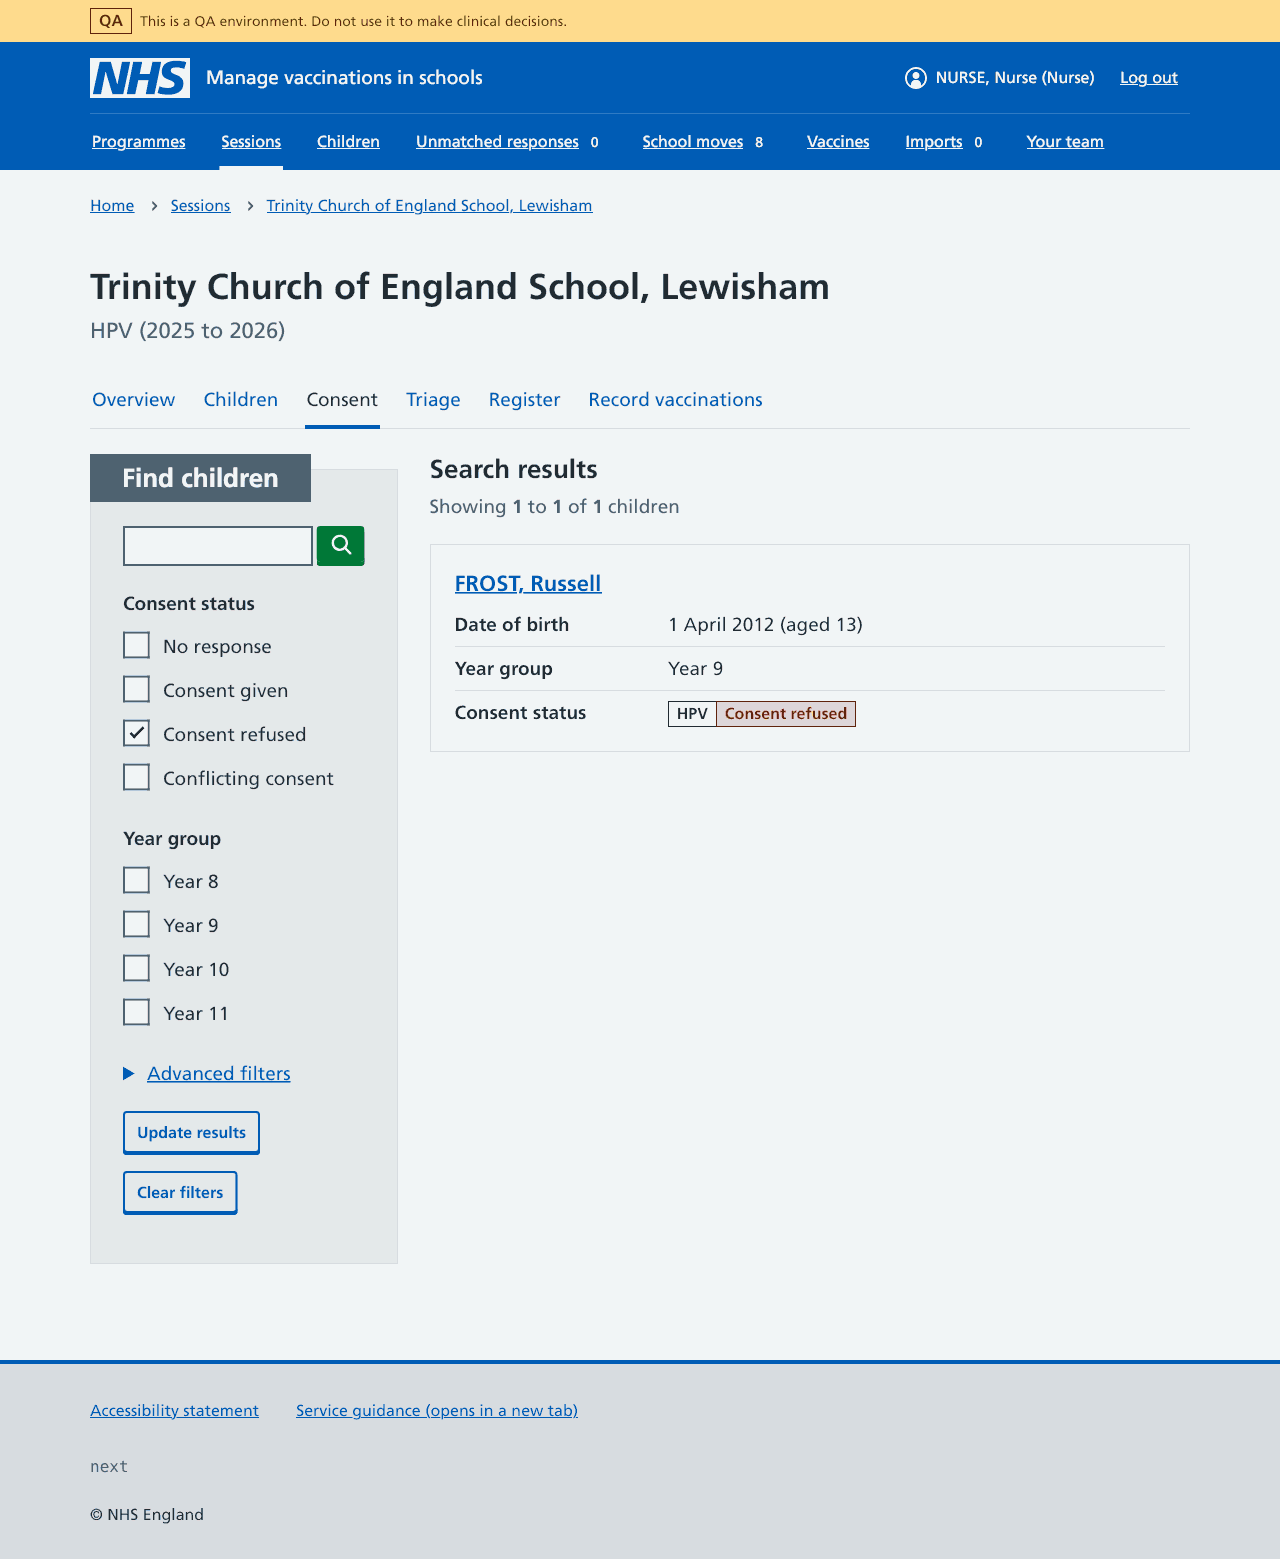 QA This is a QA environment. Do not use it to make clinical decisions.
NHS Manage vaccinations in schools NURSE, Nurse (Nurse) Log out
Programmes Sessions Children Unmatched responses 0 School moves 8 Vaccines Imports 0 Your team
Home Sessions Trinity Church of England School, Lewisham
Trinity Church of England School, Lewisham
HPV (2025 to 2026)
Overview Children Consent Triage Register Record vaccinations
Find children
Consent status
No response
Consent given
Consent refused
Conflicting consent
Year group
Year 8
Year 9
Year 10
Year 11
Advanced filters
Update results
Clear filters
Search results
Showing 1 to 1 of 1 children
FROST, Russell
Date of birth 1 April 2012 (aged 13)
Year group Year 9
Consent status HPV Consent refused
Accessibility statement Service guidance (opens in a new tab)
next
© NHS England